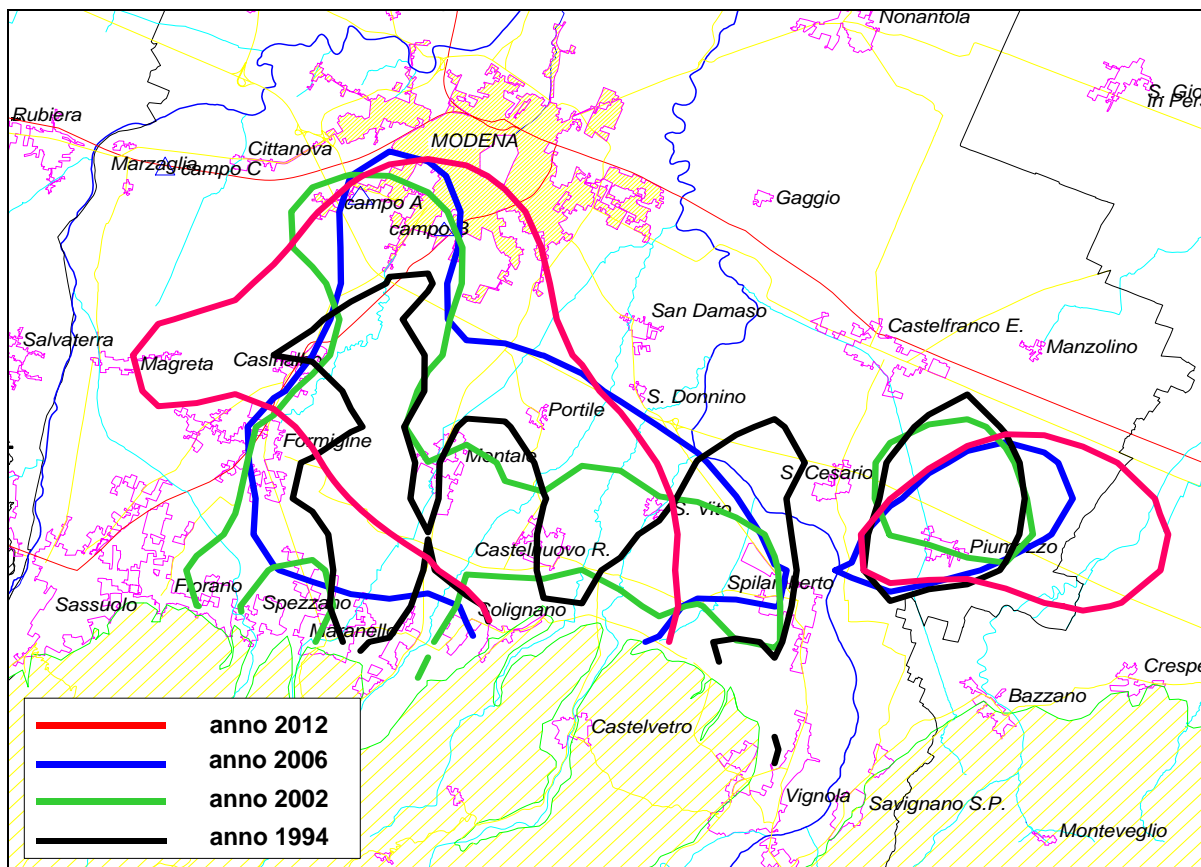 Nonantola
S. Gio
in Per
Rubiera
MODENA
Cittanova
Marzaglia
campo C
campo A
Gaggio
campo B
San Damaso
Castelfranco E.
Salvaterra
Magreta
Casinalbo
Manzolino
S. Donnino
Portile
Formigine
Montale
S. Cesario
S. Vito
Castelnuovo R.
Piumazzo
Fiorano
Spilamberto
Sassuolo
Spezzano
Solignano
Maranello
Crespe
Bazzano
anno 2012
Castelvetro
anno 2006
anno 2002
Vignola
Savignano S.P.
anno 1994
Monteveglio